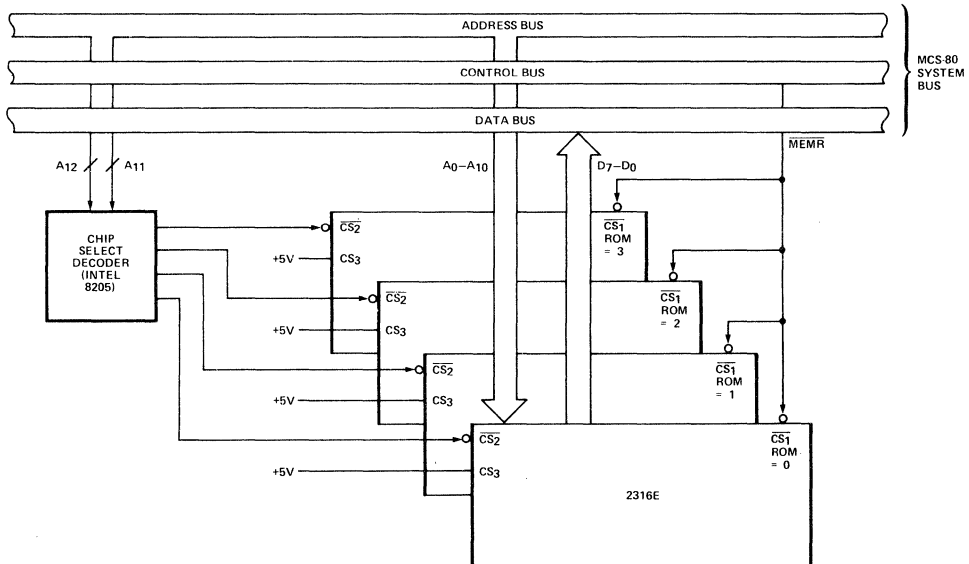 ADDRESS BUS
CONTROL BUS
DATA BUS
MCS-80
SYSTEM
BUS
A12
A11
A0–A10
D7–D0
MEMR
CHIP
SELECT
DECODER
(INTEL
8205)
CS2
+5V
CS3
CS1
ROM
= 3
CS2
+5V
CS3
CS1
ROM
= 2
CS2
+5V
CS3
CS1
ROM
= 1
CS2
+5V
CS3
CS1
ROM
= 0
2316E